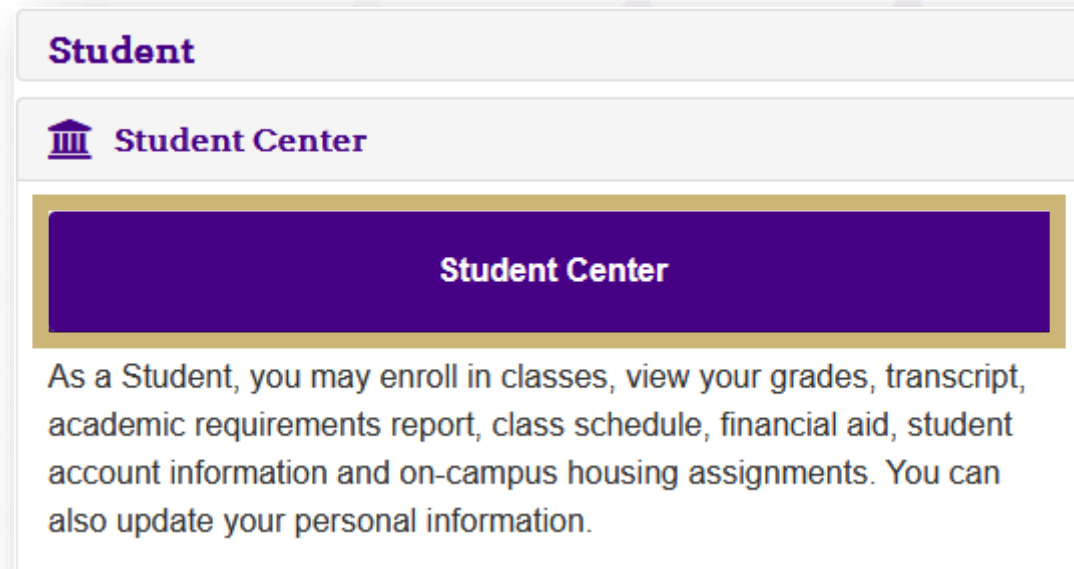 Student
Student Center
Student Center
As a Student, you may enroll in classes, view your grades, transcript,
academic requirements report, class schedule, financial aid, student
account information and on-campus housing assignments. You can
also update your personal information.